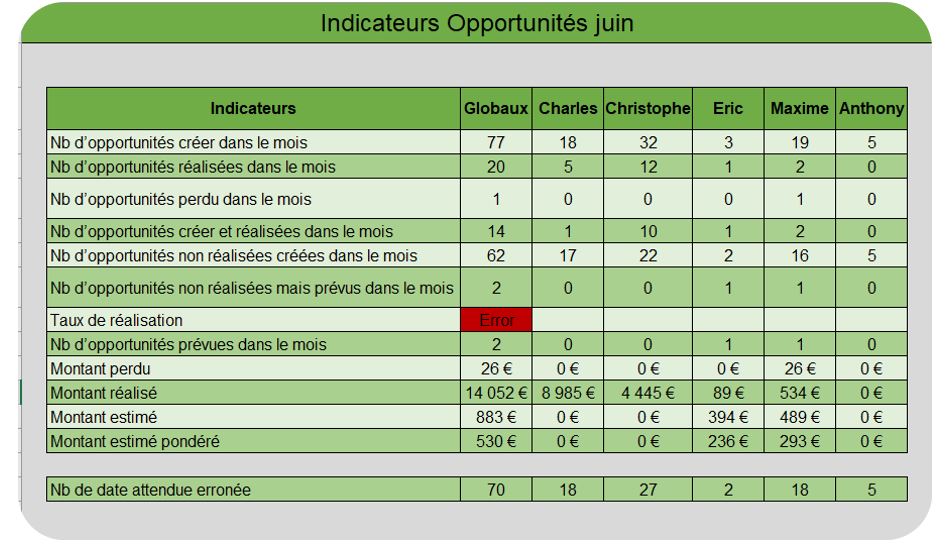 Indicateurs Opportunités juin
Indicateurs Globaux Charles Christophe Eric Maxime Anthony
Nb d’opportunités créer dans le mois 77 18 32 3 19 5
Nb d’opportunités réalisées dans le mois 20 5 12 1 2 0
Nb d’opportunités perdu dans le mois 1 0 0 0 1 0
Nb d’opportunités créer et réalisées dans le mois 14 1 10 1 2 0
Nb d’opportunités non réalisées créées dans le mois 62 17 22 2 16 5
Nb d’opportunités non réalisées mais prévus dans le mois 2 0 0 1 1 0
Taux de réalisation Error
Nb d’opportunités prévues dans le mois 2 0 0 1 1 0
Montant perdu 26 € 0 € 0 € 0 € 26 € 0 €
Montant réalisé 14 052 € 8 985 € 4 445 € 89 € 534 € 0 €
Montant estimé 883 € 0 € 0 € 394 € 489 € 0 €
Montant estimé pondéré 530 € 0 € 0 € 236 € 293 € 0 €
Nb de date attendue erronée 70 18 27 2 18 5